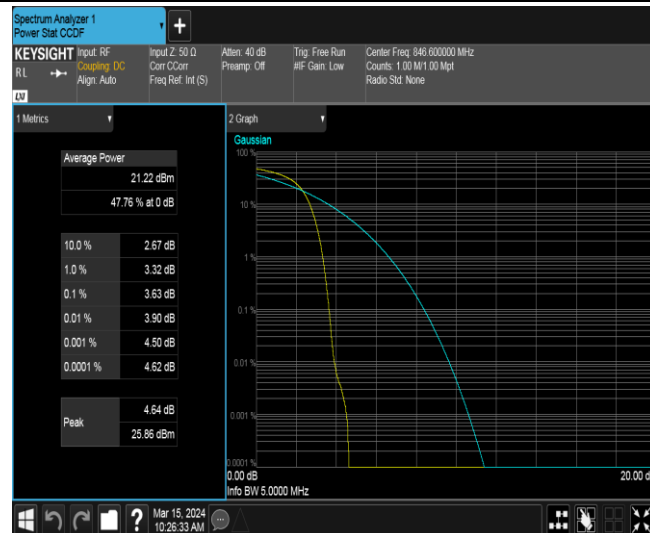 Spectrum Analyzer 1
Power Stat CCDF
+
KEYSIGHT
RL
LXI
Input: RF
Coupling: DC
Align: Auto
Input Z: 50 Ω
Corr CCorr
Freq Ref: Int (S)
Atten: 40 dB
Preamp: Off
Trig: Free Run
#IF Gain: Low
Center Freq: 846.600000 MHz
Counts: 1.00 M/1.00 Mpt
Radio Std: None
1 Metrics
Average Power
21.22 dBm
47.76 % at 0 dB
10.0 % 2.67 dB
1.0 % 3.32 dB
0.1 % 3.63 dB
0.01 % 3.90 dB
0.001 % 4.50 dB
0.0001 % 4.62 dB
Peak
4.64 dB
25.86 dBm
2 Graph
Gaussian
100 %
10 %
1 %
0.1 %
0.01 %
0.001 %
0.0001 %
0.00 dB
20.00 d
Info BW 5.0000 MHz
?
Mar 15, 2024
10:26:33 AM